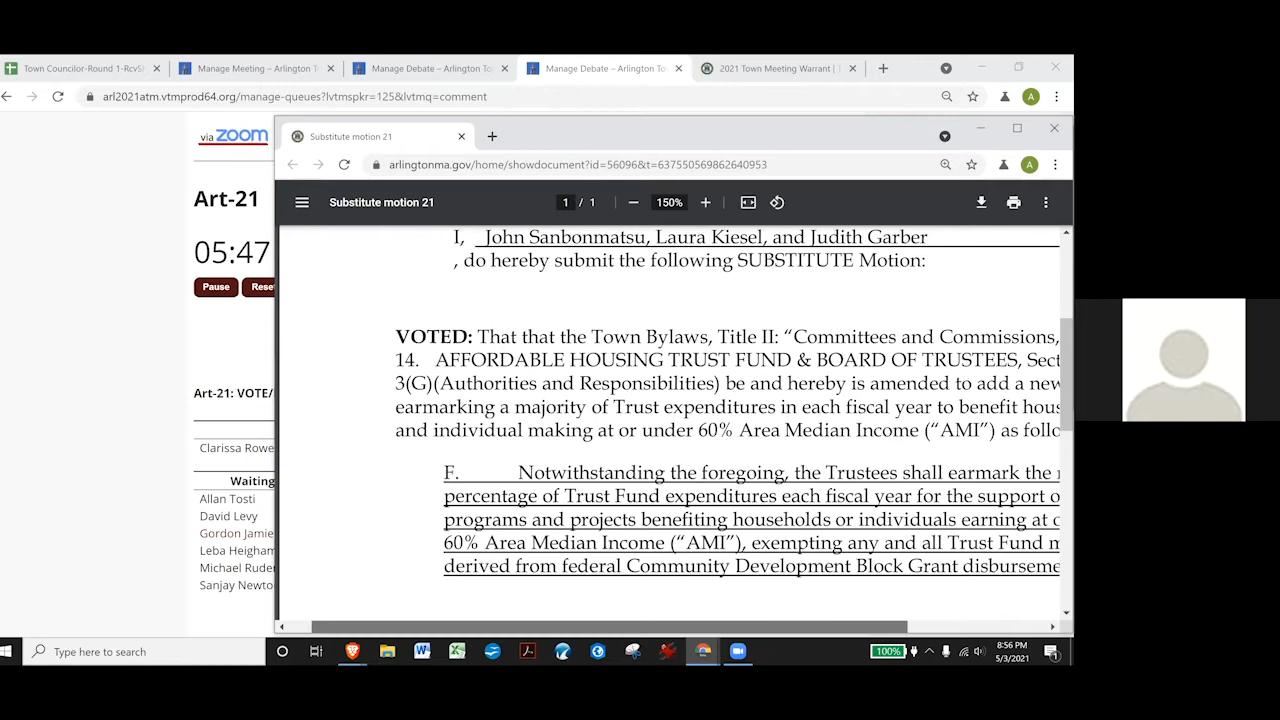 Town Councilor-Round 1-RcvS
Manage Meeting – Arlington T
Manage Debate – Arlington To
Manage Debate – Arlington To
2021 Town Meeting Warrant |
arl2021atm.vtmprod64.org/manage-queues?lvtmspkr=125&lvtmq=comment
A
via zoom
Art-21
05:47
Pause
Rese
Art-21: VOTE/
Clarissa Rowe
Waiting
Allan Tosti
David Levy
Gordon Jamie
Leba Heigham
Michael Ruder
Sanjay Newto
Substitute motion 21
arlingtonma.gov/home/showdocument?id=56096&t=637550569862640953
A
Substitute motion 21
1 / 1
150%
I, John Sanbonmatsu, Laura Kiesel, and Judith Garber
, do hereby submit the following SUBSTITUTE Motion:
VOTED: That that the Town Bylaws, Title II: “Committees and Commissions,
14. AFFORDABLE HOUSING TRUST FUND & BOARD OF TRUSTEES, Sect
3(G)(Authorities and Responsibilities) be and hereby is amended to add a new
earmarking a majority of Trust expenditures in each fiscal year to benefit hous
and individual making at or under 60% Area Median Income (“AMI”) as follo
F. Notwithstanding the foregoing, the Trustees shall earmark the
percentage of Trust Fund expenditures each fiscal year for the support o
programs and projects benefiting households or individuals earning at o
60% Area Median Income (“AMI”), exempting any and all Trust Fund m
derived from federal Community Development Block Grant disburseme
Type here to search
100%
8:56 PM
5/3/2021
1